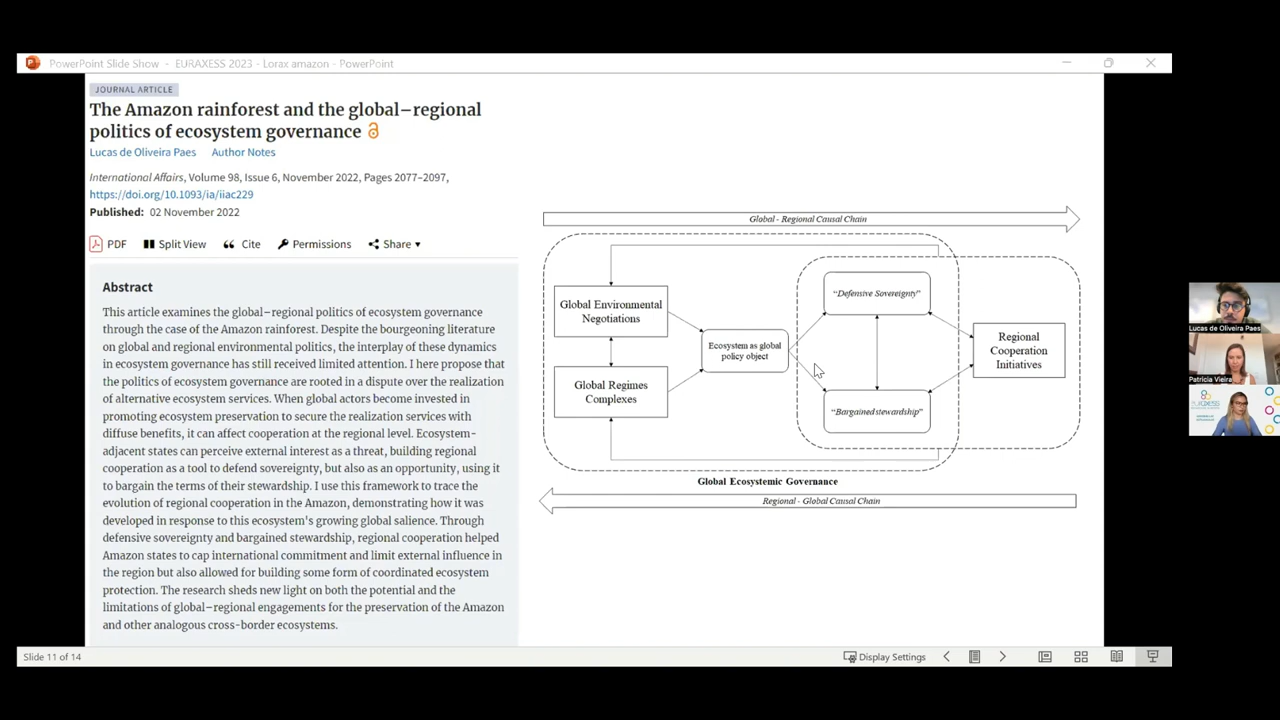 PowerPoint Slide Show - EURAXESS 2023 - Lorax amazon - PowerPoint
JOURNAL ARTICLE
The Amazon rainforest and the global–regional
politics of ecosystem governance
Lucas de Oliveira Paes Author Notes
International Affairs, Volume 98, Issue 6, November 2022, Pages 2077–2097,
https://doi.org/10.1093/ia/iiac229
Published: 02 November 2022
PDF Split View Cite Permissions Share
Abstract
This article examines the global–regional politics of ecosystem governance
through the case of the Amazon rainforest. Despite the bourgeoning literature
on global and regional environmental politics, the interplay of these dynamics
in ecosystem governance has still received limited attention. I here propose that
the politics of ecosystem governance are rooted in a dispute over the realization
of alternative ecosystem services. When global actors become invested in
promoting ecosystem preservation to secure the realization services with
diffuse benefits, it can affect cooperation at the regional level. Ecosystem-
adjacent states can perceive external interest as a threat, building regional
cooperation as a tool to defend sovereignty, but also as an opportunity, using it
to bargain the terms of their stewardship. I use this framework to trace the
evolution of regional cooperation in the Amazon, demonstrating how it was
developed in response to this ecosystem's growing global salience. Through
defensive sovereignty and bargained stewardship, regional cooperation helped
Amazon states to cap international commitment and limit external influence in
the region but also allowed for building some form of coordinated ecosystem
protection. The research sheds new light on both the potential and the
limitations of global–regional engagements for the preservation of the Amazon
and other analogous cross-border ecosystems.
Global - Regional Causal Chain
Global Environmental
Negotiations
Global Regimes
Complexes
Ecosystem as global
policy object
"Defensive Sovereignty"
"Bargained stewardship"
Regional
Cooperation
Initiatives
Global Ecosystemic Governance
Regional - Global Causal Chain
Lucas de Oliveira Paes
Patricia Vieira
EURAXESS
Slide 11 of 14
Display Settings